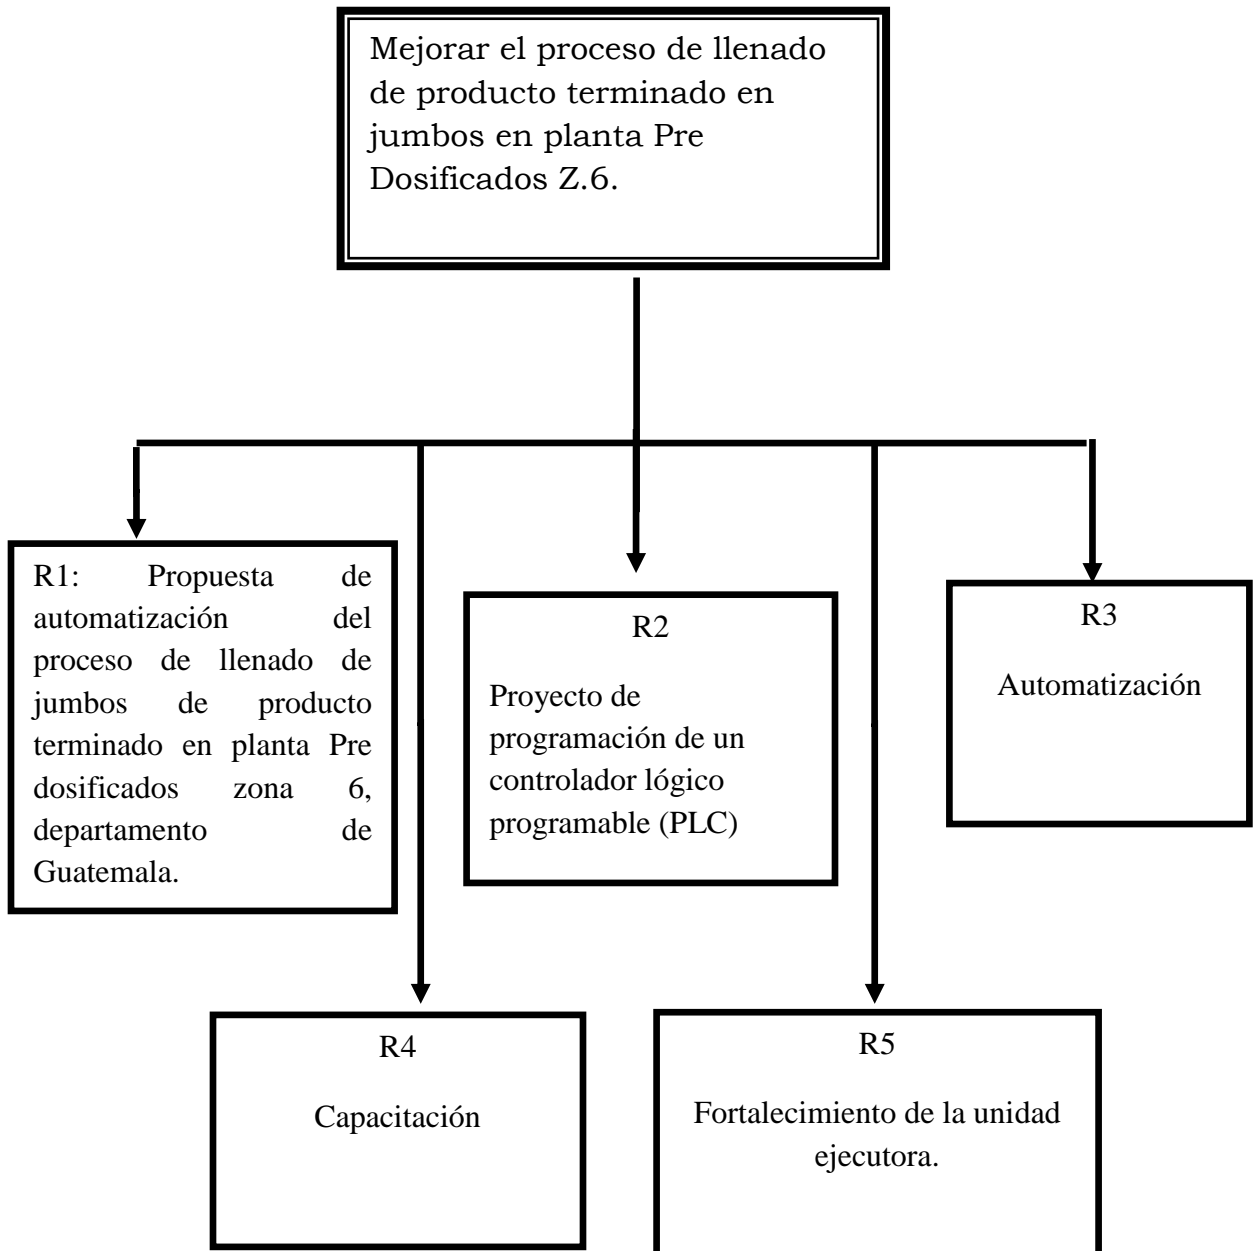 Mejorar el proceso de llenado
de producto terminado en
jumbos en planta Pre
Dosificados Z.6.
R1: Propuesta de
automatización del
proceso de llenado de
jumbos de producto
terminado en planta Pre
dosificados zona 6,
departamento de
Guatemala.
R2
Proyecto de
programación de un
controlador lógico
programable (PLC)
R3
Automatización
R4
Capacitación
R5
Fortalecimiento de la unidad
ejecutora.